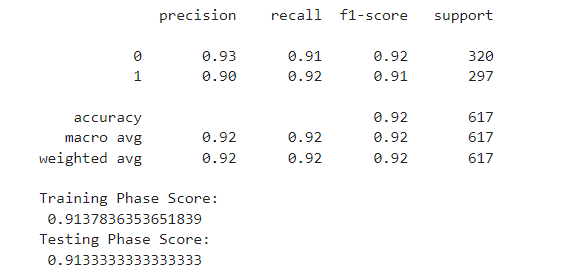 precision recall f1-score support
0 0.93 0.91 0.92 320
1 0.90 0.92 0.91 297
accuracy 0.92 617
macro avg 0.92 0.92 0.92 617
weighted avg 0.92 0.92 0.92 617
Training Phase Score:
0.9137836353651839
Testing Phase Score:
0.9133333333333333